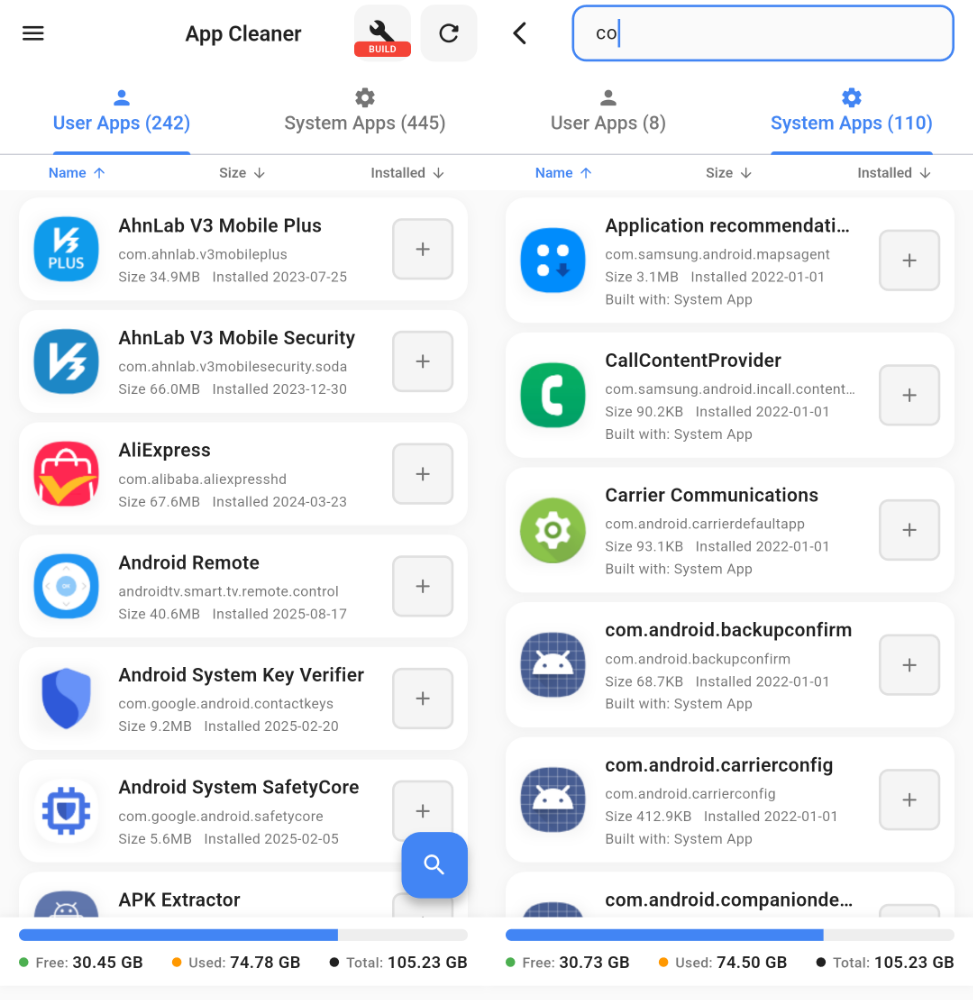 App Cleaner
BUILD
User Apps (242)
System Apps (445)
Name ↑
Size ↓
Installed ↓
PLUS
AhnLab V3 Mobile Plus
com.ahnlab.v3mobileplus
Size 34.9MB Installed 2023-07-25
AhnLab V3 Mobile Security
com.ahnlab.v3mobilesecurity.soda
Size 66.0MB Installed 2023-12-30
AliExpress
com.alibaba.aliexpresshd
Size 67.6MB Installed 2024-03-23
OK
Android Remote
androidtv.smart.tv.remote.control
Size 40.6MB Installed 2025-08-17
Android System Key Verifier
com.google.android.contactkeys
Size 9.2MB Installed 2025-02-20
Android System SafetyCore
com.google.android.safetycore
Size 5.6MB Installed 2025-02-05
APK Extractor
Free: 30.45 GB
Used: 74.78 GB
Total: 105.23 GB
co
User Apps (8)
System Apps (110)
Name ↑
Size ↓
Installed ↓
Application recommendati...
com.samsung.android.mapsagent
Size 3.1MB Installed 2022-01-01
Built with: System App
CallContentProvider
com.samsung.android.incall.content...
Size 90.2KB Installed 2022-01-01
Built with: System App
Carrier Communications
com.android.carrierdefaultapp
Size 93.1KB Installed 2022-01-01
Built with: System App
com.android.backupconfirm
com.android.backupconfirm
Size 68.7KB Installed 2022-01-01
Built with: System App
com.android.carrierconfig
com.android.carrierconfig
Size 412.9KB Installed 2022-01-01
Built with: System App
com.android.companionde...
Free: 30.73 GB
Used: 74.50 GB
Total: 105.23 GB